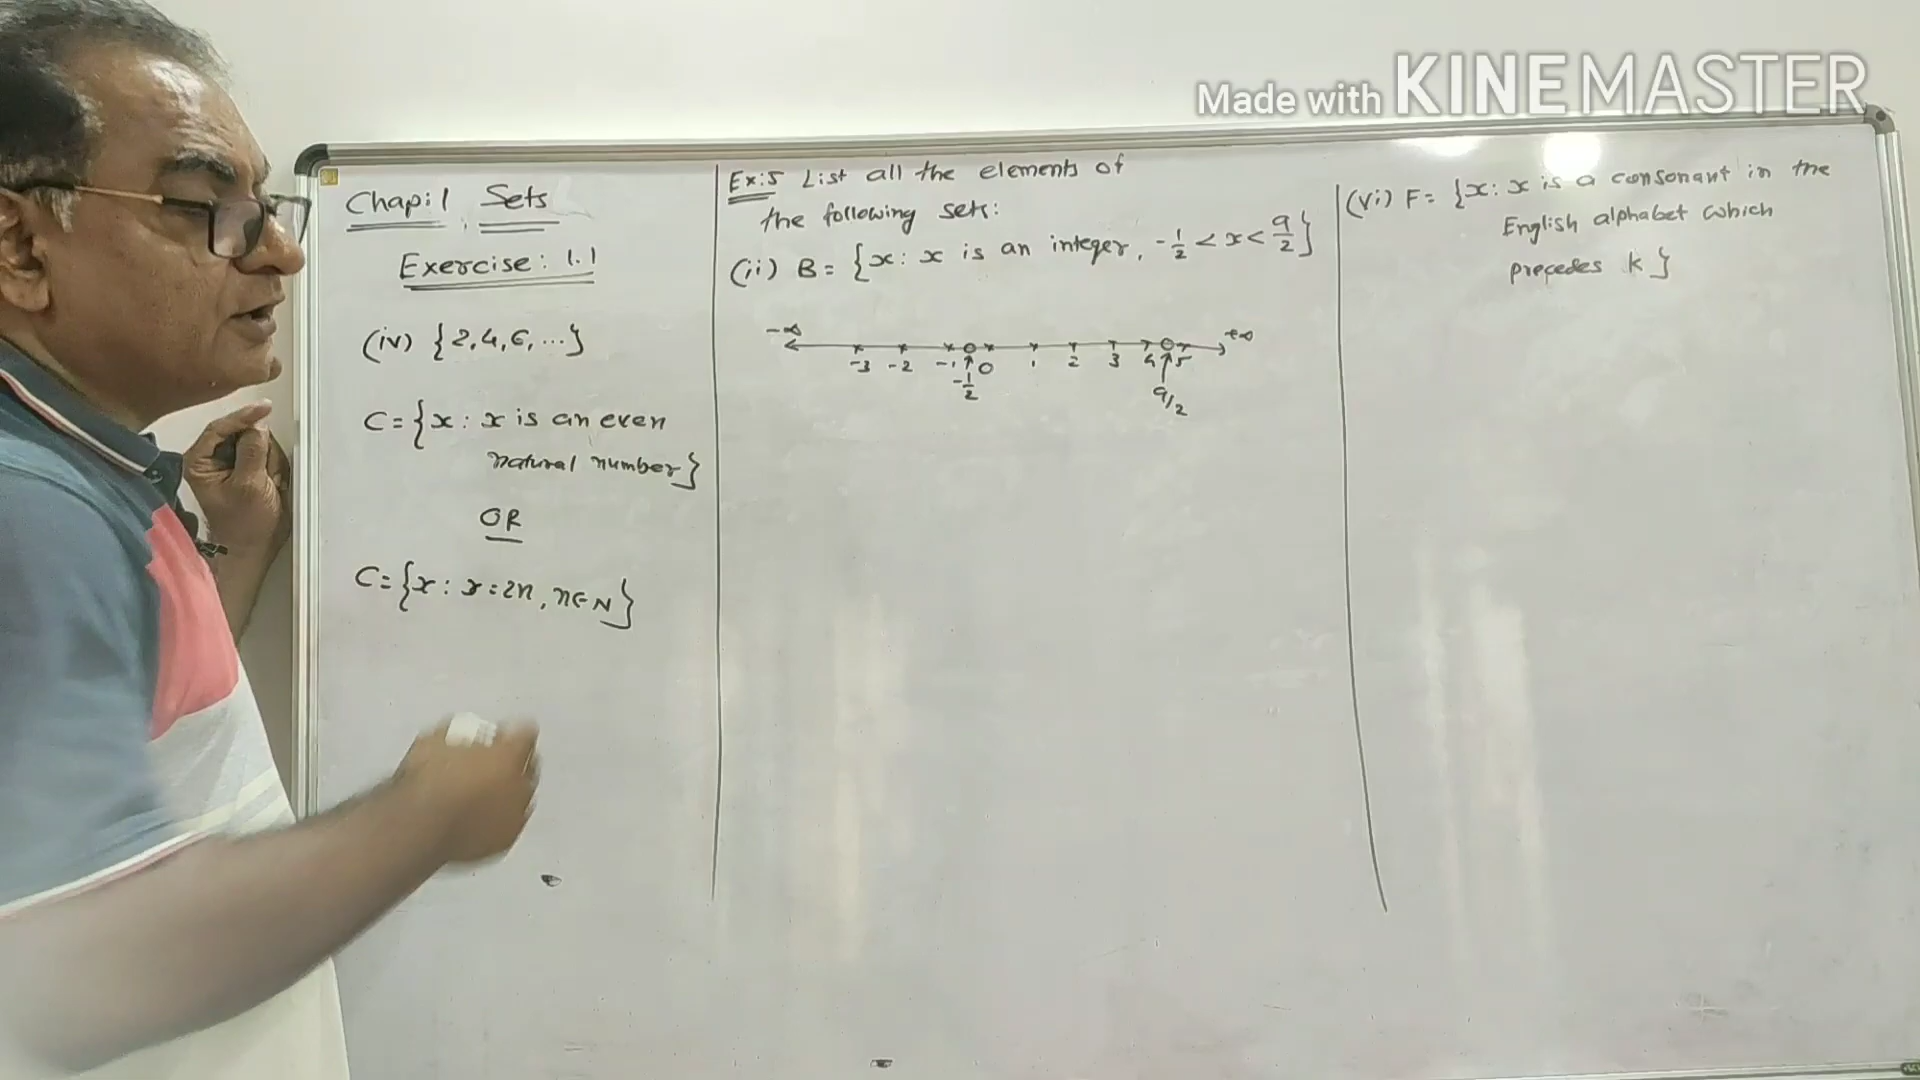 Made with KINEMASTER
Chap:1 Sets
Exercise: 1.1
(iv) {2,4,6,...}
C={x: x is an even
natural number}
OR
C={x: x=2n, n∈N}
Ex:5 List all the elements of
the following sets:
(ii) B = {x: x is an integer, -1/2 < x < 9/2}
-∞ +∞
-3 -2 -1 0 1 2 3 4 5
-1/2 9/2
(vi) F= {x: x is a consonant in the
English alphabet which
precedes k}